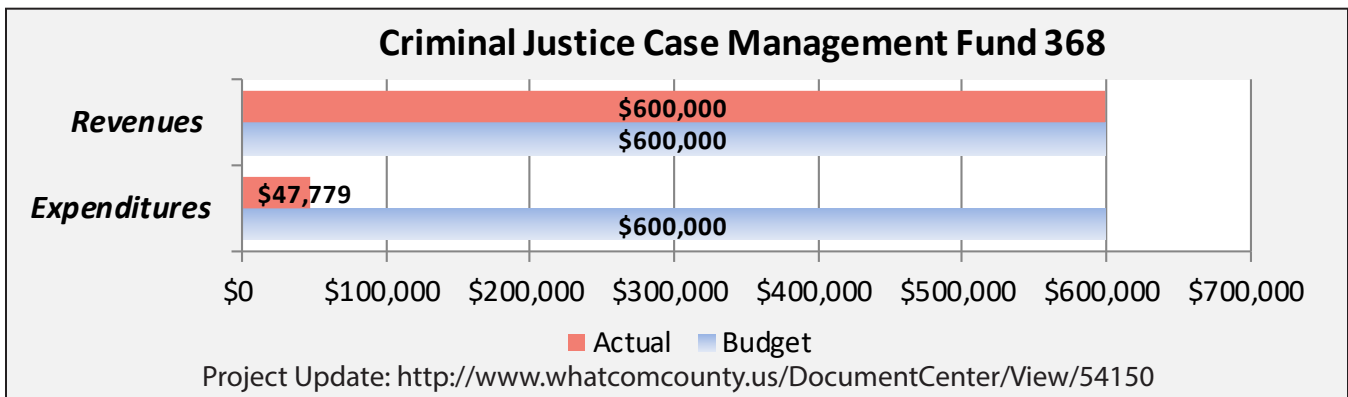 Criminal Justice Case Management Fund 368
Revenues
$600,000
$600,000
Expenditures
$47,779
$600,000
$0 $100,000 $200,000 $300,000 $400,000 $500,000 $600,000 $700,000
Actual Budget
Project Update: http://www.whatcomcounty.us/DocumentCenter/View/54150